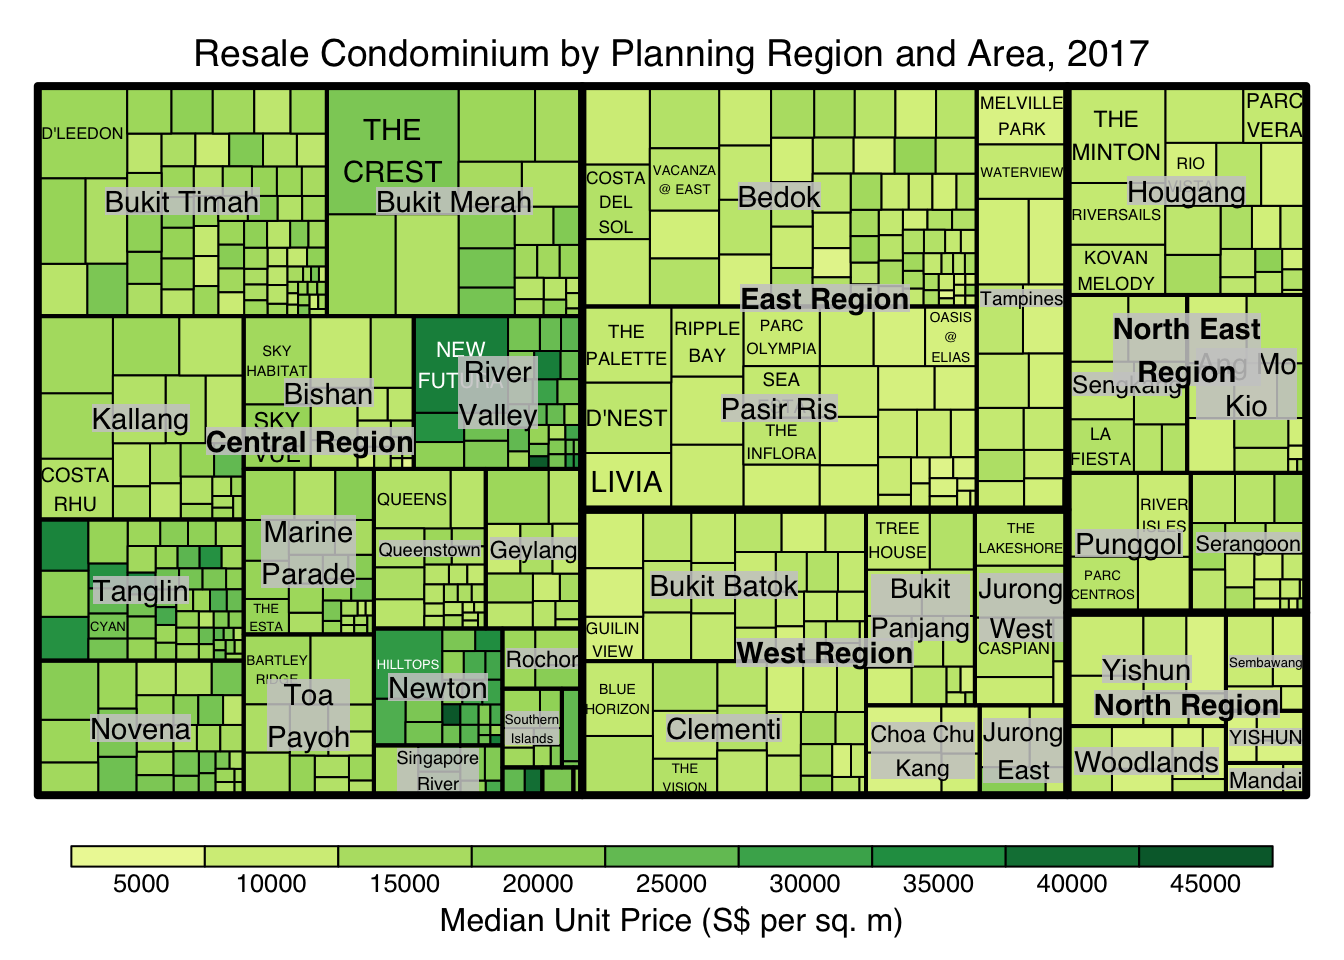 Resale Condominium by Planning Region and Area, 2017
D'LEEDON
Bukit Timah
THE
CREST
Bukit Merah
COSTA
DEL
SOL
VACANZA
@ EAST
Bedok
MELVILLE
PARK
WATERVIEW
Tampines
East Region
THE
MINTON
PARC
VERA
RIO
VISTA
Hougang
RIVERSAILS
KOVAN
MELODY
Kallang
COSTA
RHU
SKY
HABITAT
Bishan
SKY
VUE
Central Region
NEW
FUTURA
River
Valley
THE
PALETTE
RIPPLE
BAY
PARC
OLYMPIA
OASIS
@
ELIAS
SEA
D'NEST
Pasir Ris
THE
INFLORA
LIVIA
North East
Region
Sengkang
Ang Mo
Kio
LA
FIESTA
Marine
Parade
THE
ESTA
QUEENS
Queenstown
Geylang
Tanglin
CYAN
Novena
BARTLEY
RIDGE
Toa
Payoh
HILLTOPS
Newton
Rochor
Southern
Islands
Singapore
River
Bukit Batok
GUILIN
VIEW
TREE
HOUSE
Bukit
Panjang
THE
LAKESHORE
Jurong
West
CASPIAN
West Region
BLUE
HORIZON
Clementi
THE
VISION
Choa Chu
Kang
Jurong
East
RIVER
ISLES
Punggol
PARC
CENTROS
Serangoon
Yishun
Sembawang
North Region
YISHUN
Woodlands
Mandai
5000 10000 15000 20000 25000 30000 35000 40000 45000
Median Unit Price (S$ per sq. m)